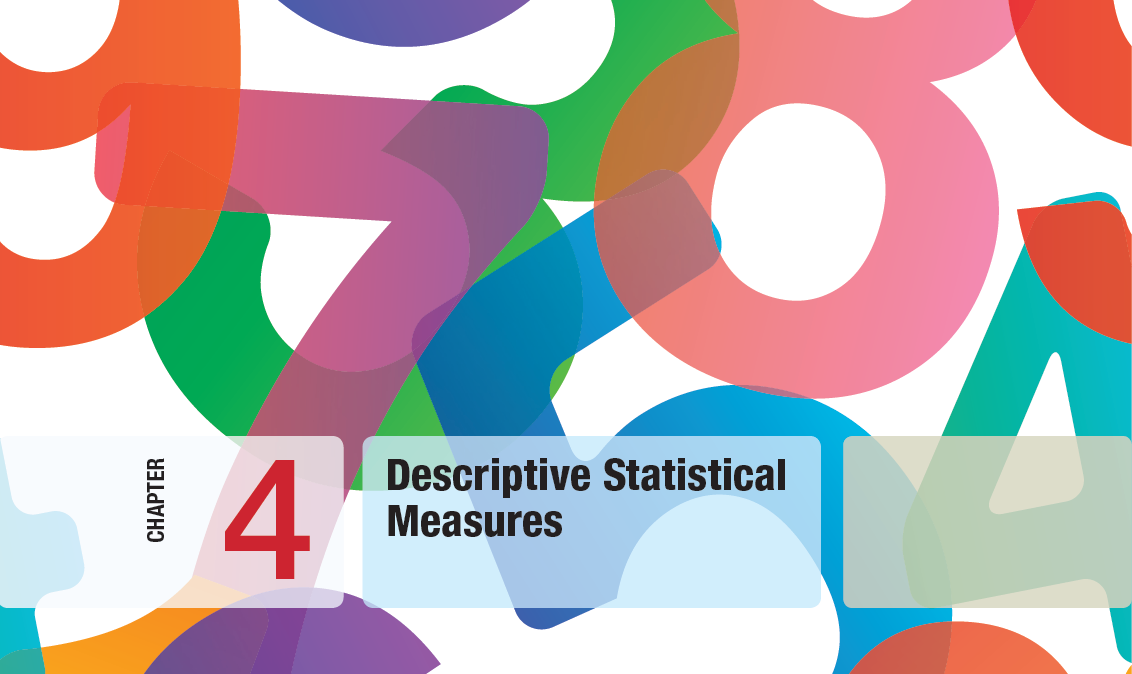 CHAPTER
4
Descriptive Statistical
Measures